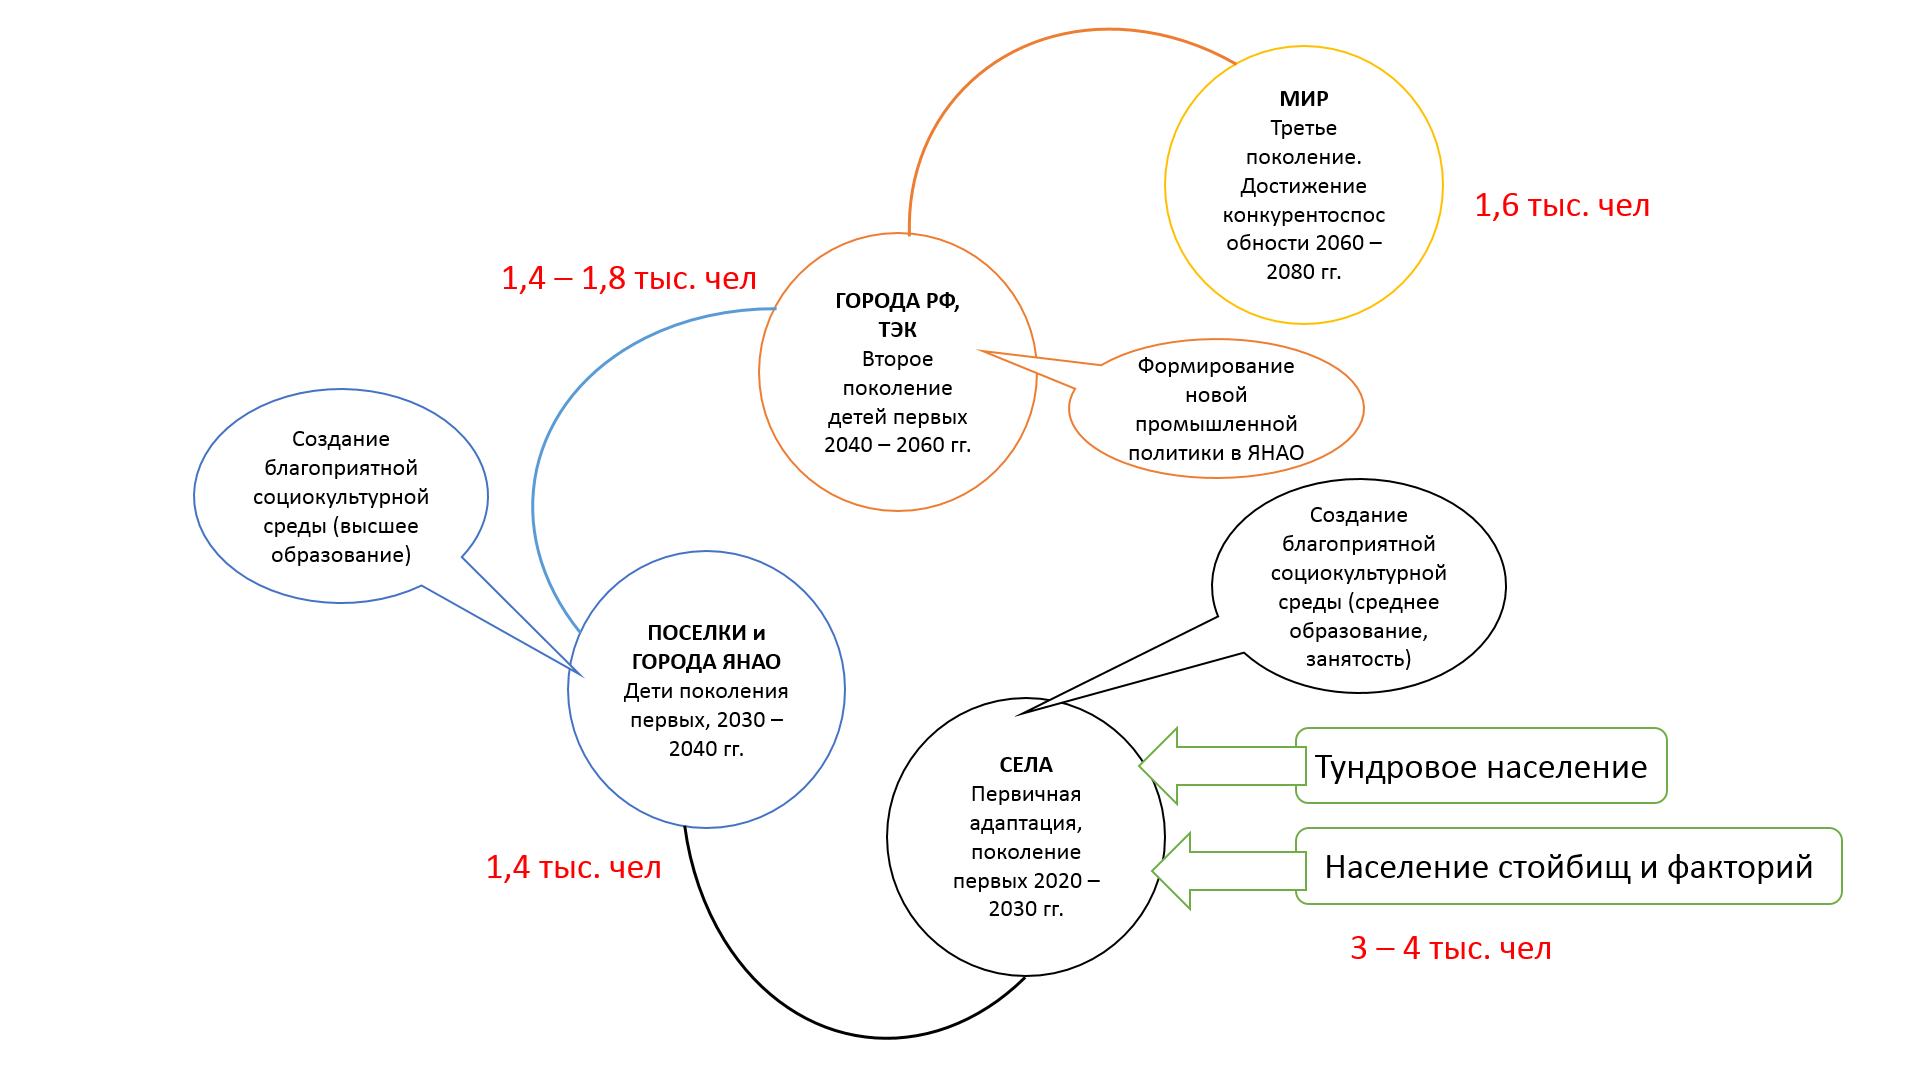 МИР
Третье
поколение.
Достижение
конкурентоспос
обности 2060 –
2080 гг.
1,6 тыс. чел
1,4 – 1,8 тыс. чел
ГОРОДА РФ,
ТЭК
Второе
поколение
детей первых
2040 – 2060 гг.
Формирование
новой
промышленной
политики в ЯНАО
Создание
благоприятной
социокультурной
среды (высшее
образование)
Создание
благоприятной
социокультурной
среды (среднее
образование,
занятость)
ПОСЕЛКИ и
ГОРОДА ЯНАО
Дети поколения
первых, 2030 –
2040 гг.
СЕЛА
Первичная
адаптация,
поколение
первых 2020 –
2030 гг.
Тундровое население
1,4 тыс. чел
Население стойбищ и факторий
3 – 4 тыс. чел